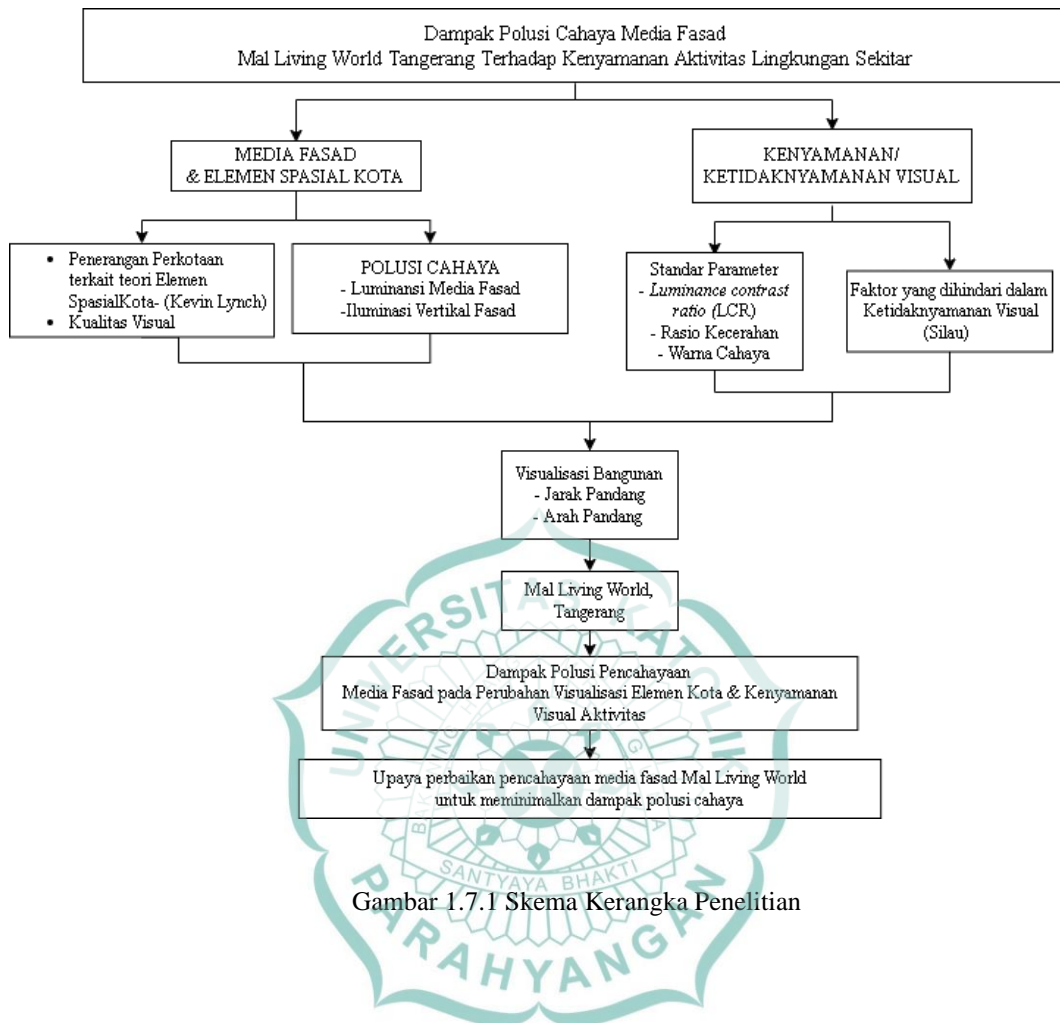 Dampak Polusi Cahaya Media Fasad
Mal Living World Tangerang Terhadap Kenyamanan Aktivitas Lingkungan Sekitar
MEDIA FASAD
& ELEMEN SPASIAL KOTA
KENYAMANAN/
KETIDAKNYAMANAN VISUAL
• Penerangan Perkotaan
terkait teori Elemen
SpasialKota- (Kevin Lynch)
• Kualitas Visual
POLUSI CAHAYA
- Luminansi Media Fasad
-Iluminasi Vertikal Fasad
Standar Parameter
- Luminance contrast
ratio (LCR)
- Rasio Kecerahan
- Warna Cahaya
Faktor yang dihindari dalam
Ketidaknyamanan Visual
(Silau)
Visualisasi Bangunan
- Jarak Pandang
- Arah Pandang
Mal Living World,
Tangerang
Dampak Polusi Pencahayaan
Media Fasad pada Perubahan Visualisasi Elemen Kota & Kenyamanan
Visual Aktivitas
Upaya perbaikan pencahayaan media fasad Mal Living World
untuk meminimalkan dampak polusi cahaya
Gambar 1.7.1 Skema Kerangka Penelitian
UNIVERSITAS KATOLIK
PARAHYANGAN
SANTYAYA BHAKTI